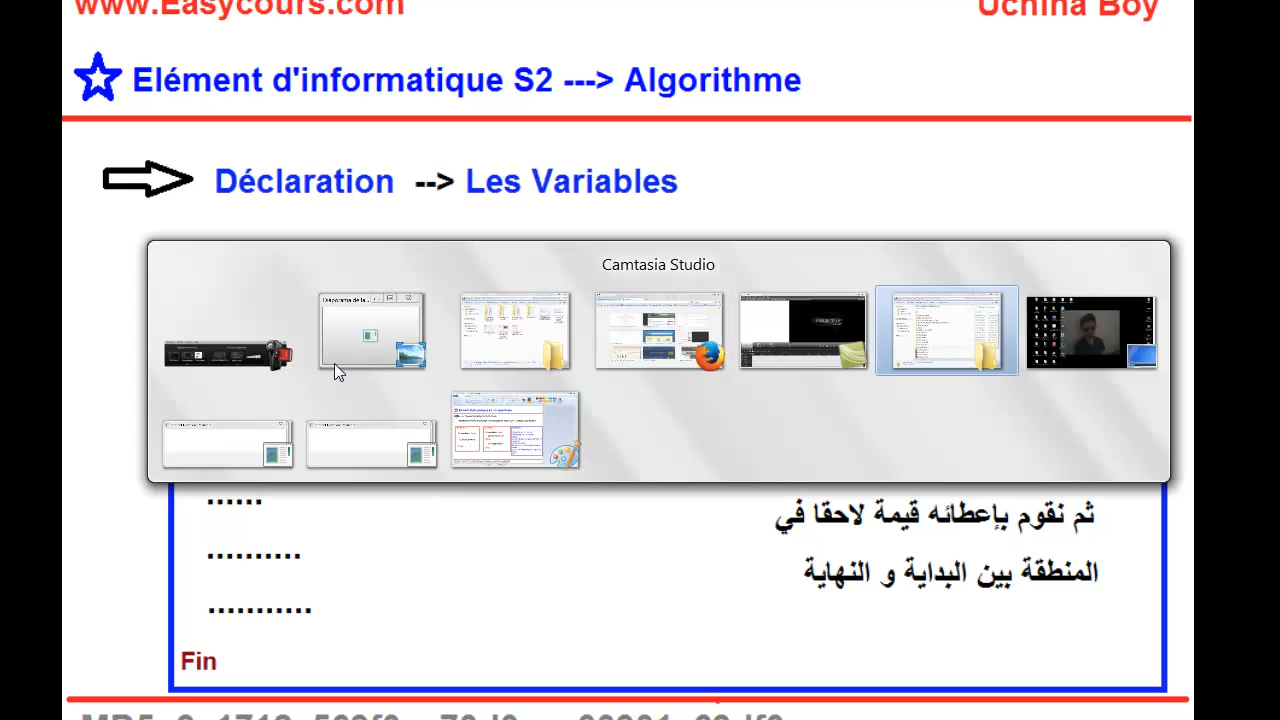 www.Easycours.com
Uchiha Boy
Elément d'informatique S2 ---> Algorithme
Déclaration --> Les Variables
Camtasia Studio
......
ثم نقوم بإعطائه قيمة لاحقا في
..........
المنطقة بين البداية و النهاية
...........
Fin